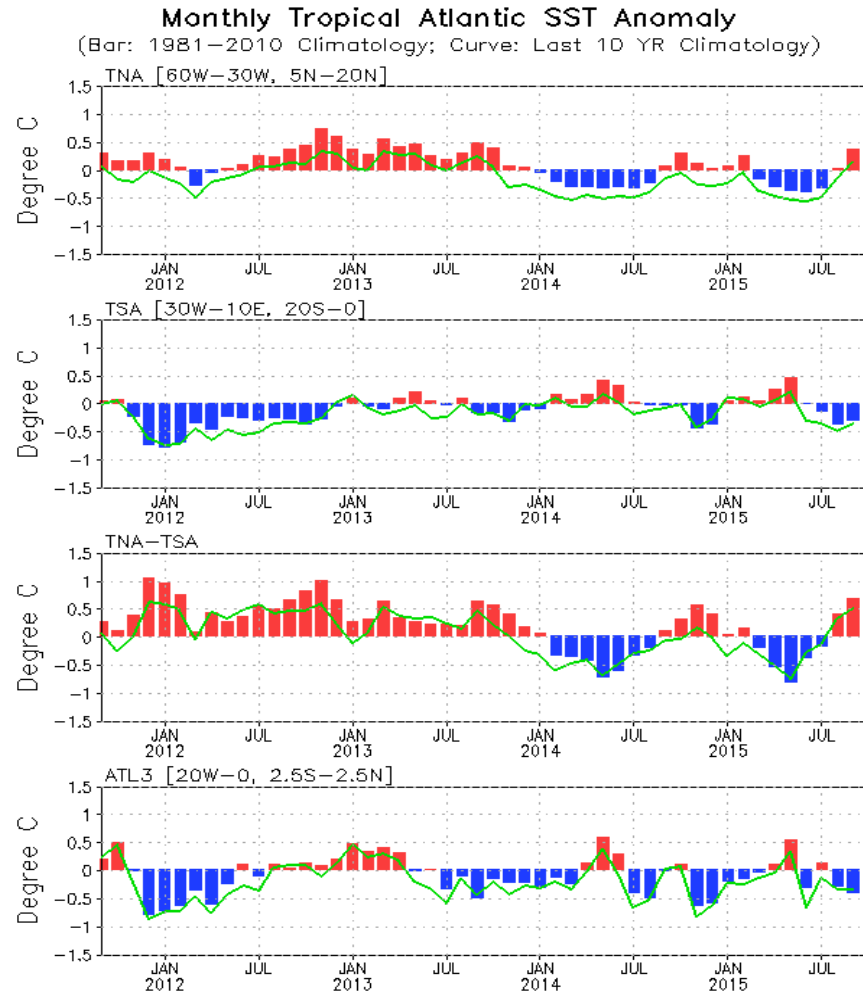 Monthly Tropical Atlantic SST Anomaly
(Bar: 1981−2010 Climatology; Curve: Last 10 YR Climatology)
TNA [60W−30W, 5N−20N]
Degree C
1.5
1
0.5
0
−0.5
−1
−1.5
JAN JUL JAN JUL JAN JUL JAN JUL
2012 2013 2014 2015
TSA [30W−10E, 20S−0]
Degree C
1.5
1
0.5
0
−0.5
−1
−1.5
JAN JUL JAN JUL JAN JUL JAN JUL
2012 2013 2014 2015
TNA−TSA
Degree C
1.5
1
0.5
0
−0.5
−1
−1.5
JAN JUL JAN JUL JAN JUL JAN JUL
2012 2013 2014 2015
ATL3 [20W−0, 2.5S−2.5N]
Degree C
1.5
1
0.5
0
−0.5
−1
−1.5
JAN JUL JAN JUL JAN JUL JAN JUL
2012 2013 2014 2015